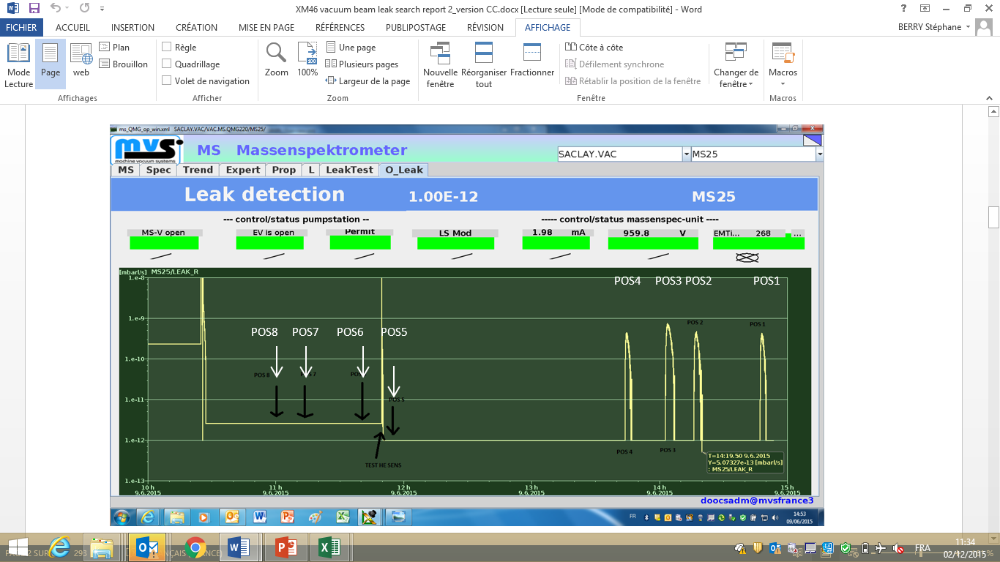 XM46 vacuum beam leak search report 2_version CC.docx [Lecture seule] [Mode de compatibilité] - Word
FICHIER ACCUEIL INSERTION CRÉATION MISE EN PAGE RÉFÉRENCES PUBLIPOSTAGE RÉVISION AFFICHAGE BERRY Stéphane
Mode Lecture
Page
web
Plan
Brouillon
Affichages
Règle
Quadrillage
Volet de navigation
Afficher
Zoom
100%
Une page
Plusieurs pages
Largeur de la page
Zoom
Nouvelle fenêtre
Réorganiser tout
Fractionner
Côte à côte
Défilement synchrone
Rétablir la position de la fenêtre
Fenêtre
Changer de fenêtre
Macros
Macros
ms_QMG_op_win.xml SACLAY.VAC/VAC.MS.QMG220/MS25/
mvs
machine vacuum systems
MS Massenspektrometer
SACLAY.VAC MS25
MS Spec Trend Expert Prop L LeakTest O_Leak
Leak detection 1.00E-12 MS25
--- control/status pumpstation -- ----- control/status massenspec-unit ----
MS-V open EV is open Permit LS Mod 1.98 mA 959.8 V EMTi... 268 ...
[mbarl/s] MS25/LEAK_R
1.e-8
POS4 POS3 POS2 POS1
1.e-9
POS 2 POS 1
POS8 POS7 POS6 POS5
1.e-10
POS 8
1.e-11
POS 5
1.e-12
POS 4 POS 3
T=14:19.50 9.6.2015
Y=5.07327e-13 [mbarl/s]
: MS25/LEAK_R
TEST HE SENS
1.e-13
10 h 11 h 12 h 13 h 14 h 15 h
9.6.2015 9.6.2015 9.6.2015 9.6.2015 9.6.2015 9.6.2015
doocsadm@mvsfrance3
FR 14:53
09/06/2015
FRA 11:34
02/12/2015